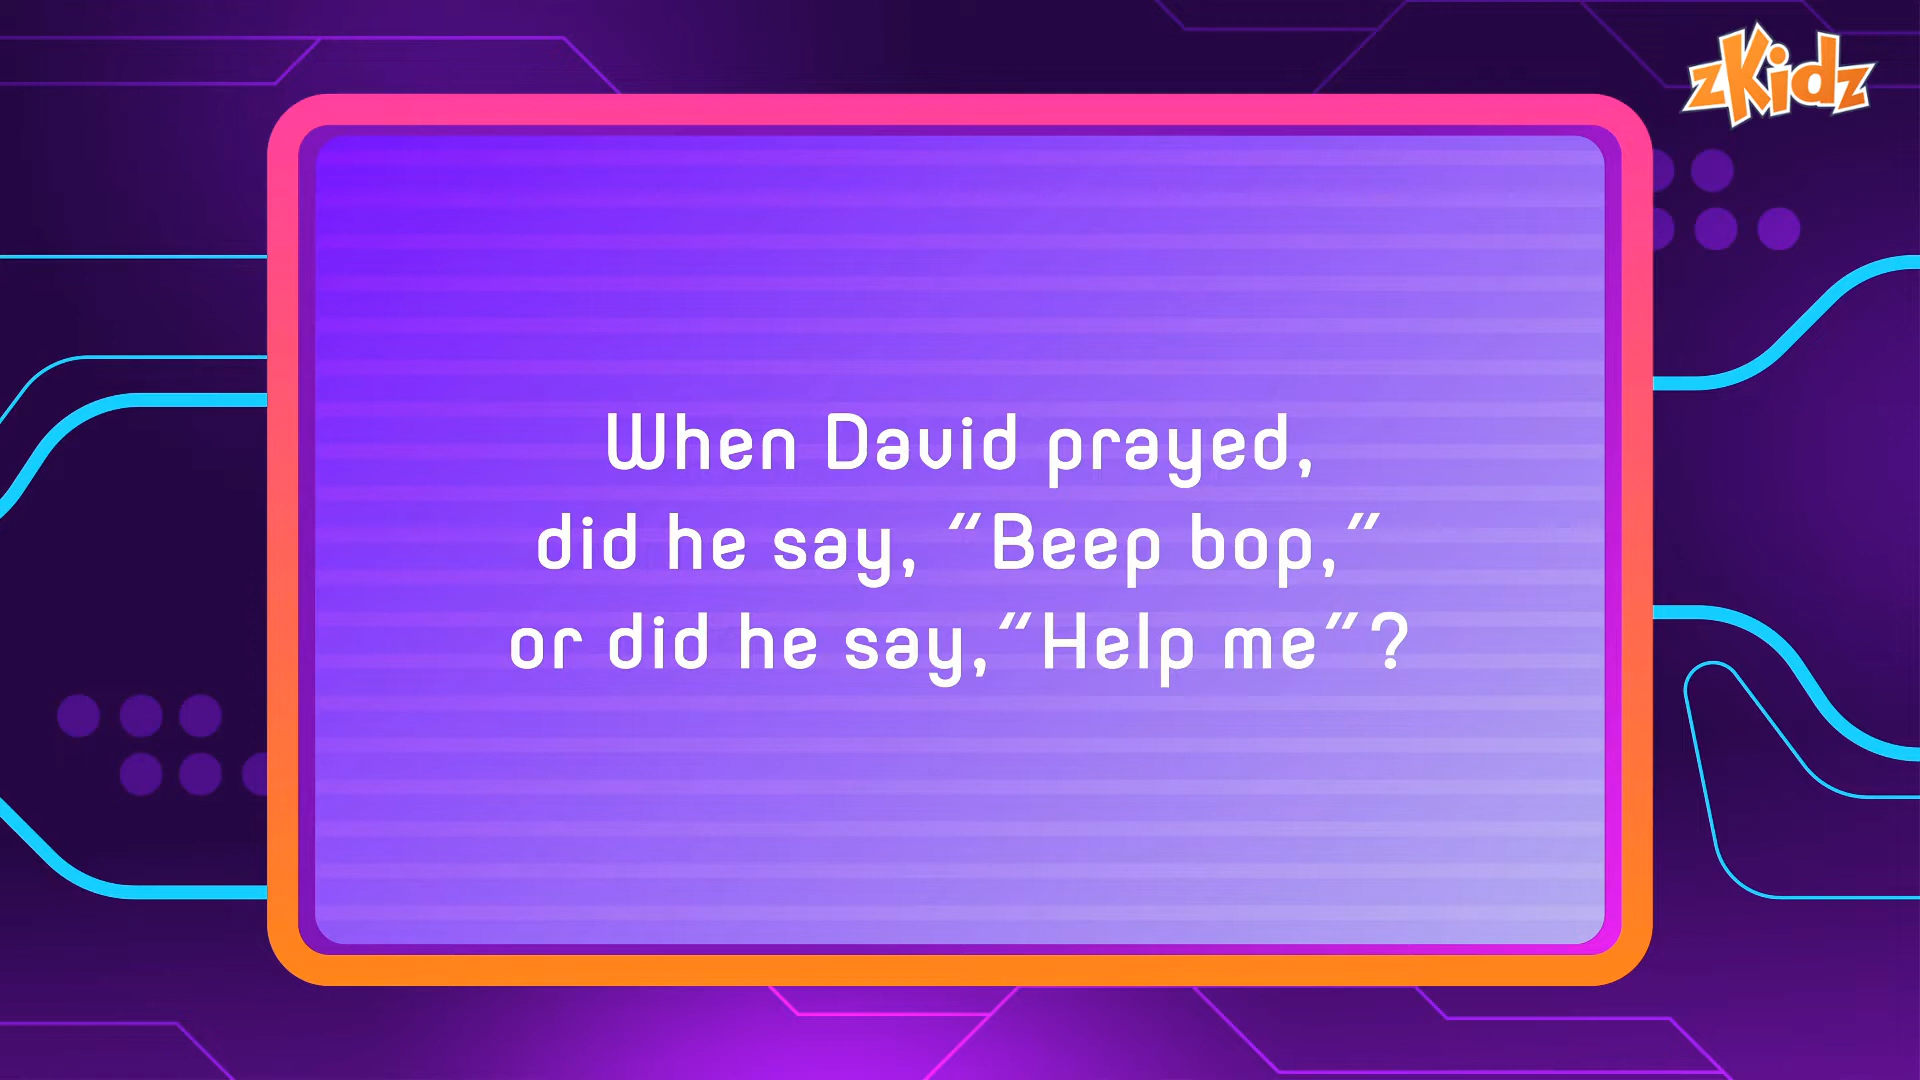 zKidz
When David prayed,
did he say, “Beep bop,”
or did he say,“Help me”?